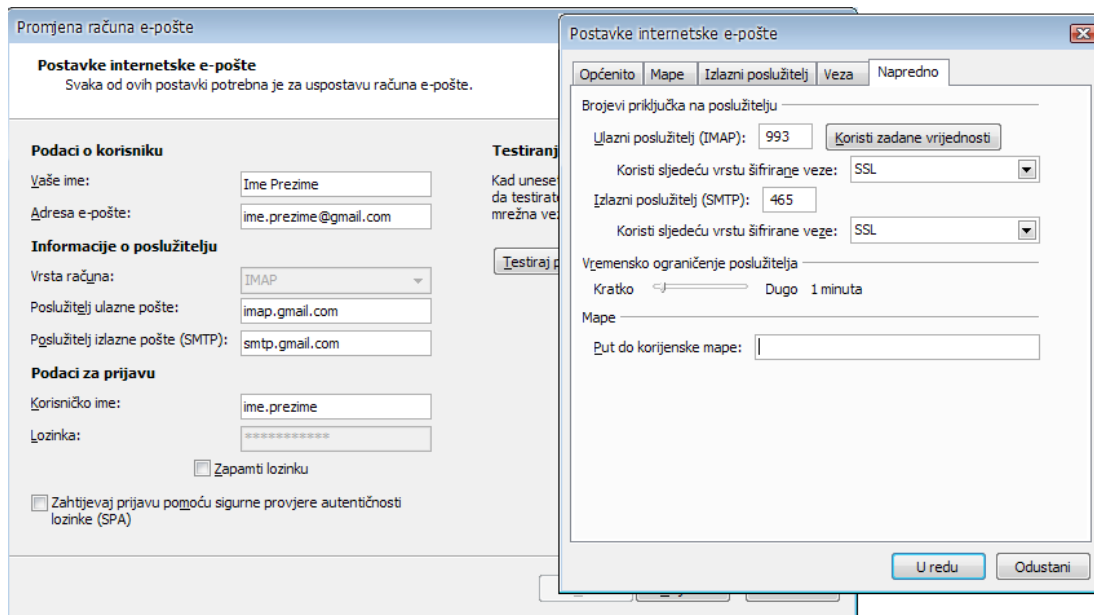 Promjena računa e-pošte
Postavke internetske e-pošte
Svaka od ovih postavki potrebna je za uspostavu računa e-pošte.
Podaci o korisniku
Vaše ime:
Ime Prezime
Adresa e-pošte:
ime.prezime@gmail.com
Informacije o poslužitelju
Vrsta računa:
IMAP
Poslužitelj ulazne pošte:
imap.gmail.com
Poslužitelj izlazne pošte (SMTP):
smtp.gmail.com
Podaci za prijavu
Korisničko ime:
ime.prezime
Lozinka:
***********
Zapamti lozinku
Zahtijevaj prijavu pomoću sigurne provjere autentičnosti
lozinke (SPA)
Testiranj
Kad unese
da testirate
mrežna vez
Testiraj p
Postavke internetske e-pošte
Općenito Mape Izlazni poslužitelj Veza Napredno
Brojevi priključka na poslužitelju
Ulazni poslužitelj (IMAP): 993 Koristi zadane vrijednosti
Koristi sljedeću vrstu šifrirane veze: SSL
Izlazni poslužitelj (SMTP): 465
Koristi sljedeću vrstu šifrirane veze: SSL
Vremensko ograničenje poslužitelja
Kratko Dugo 1 minuta
Mape
Put do korijenske mape:
U redu Odustani